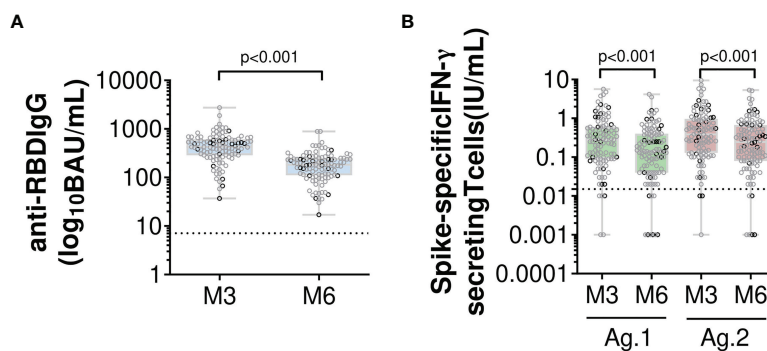 A
anti-RBDIgG
(log10BAU/mL)
p<0.001
10000
1000
100
10
1
M3 M6
B
Spike-specificIFN-γ
secretingTcells(IU/mL)
p<0.001 p<0.001
10
1
0.1
0.01
0.001
0.0001
M3 M6 M3 M6
Ag.1 Ag.2